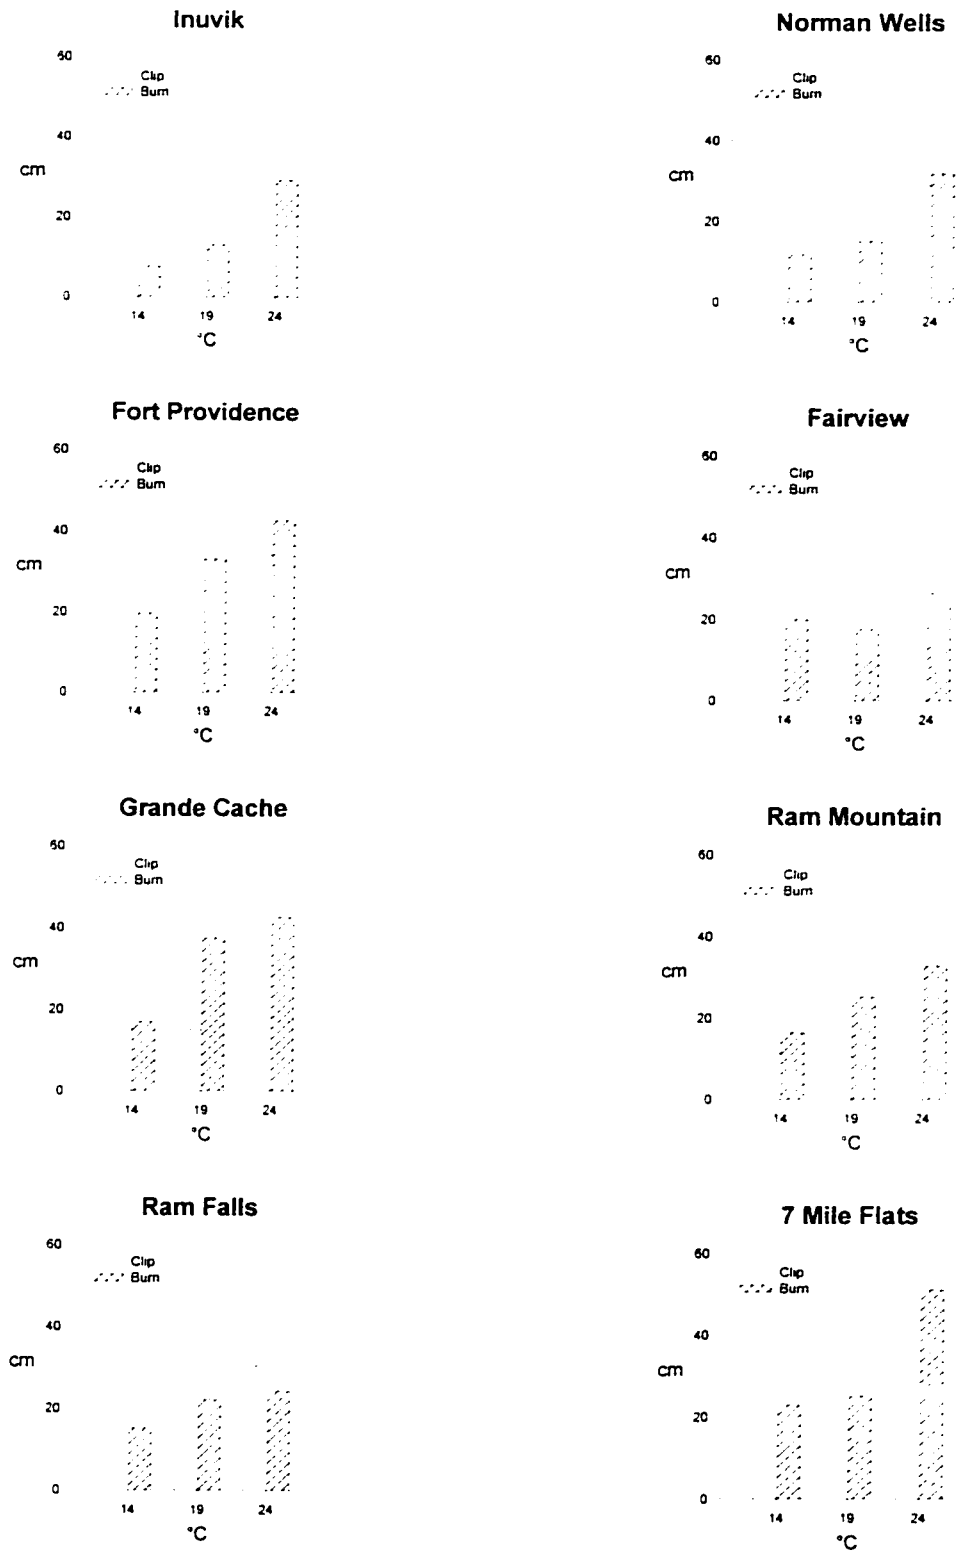 Inuvik
60
Clip
Burn
40
cm
20
0
14 19 24
°C
Norman Wells
60
Clip
Burn
40
cm
20
0
14 19 24
°C
Fort Providence
60
Clip
Burn
40
cm
20
0
14 19 24
°C
Fairview
60
Clip
Burn
40
cm
20
0
14 19 24
°C
Grande Cache
60
Clip
Burn
40
cm
20
0
14 19 24
°C
Ram Mountain
60
Clip
Burn
40
cm
20
0
14 19 24
°C
Ram Falls
60
Clip
Burn
40
cm
20
0
14 19 24
°C
7 Mile Flats
60
Clip
Burn
40
cm
20
0
14 19 24
°C